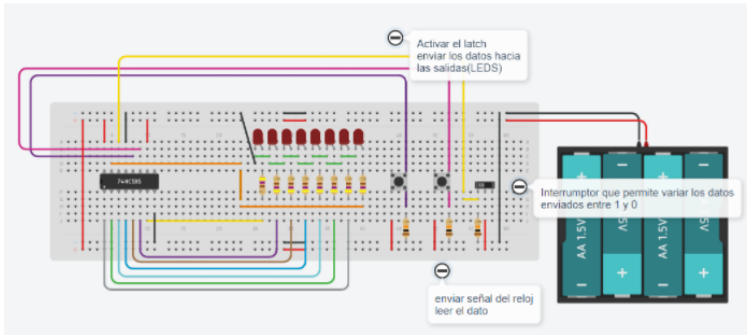 Activar el latch
enviar los datos hacia
las salidas(LEDS)
74HC595
Interrumptor que permite variar los datos
enviados entre 1 y 0
AA 1.5V
AA 1.5V
enviar señal del reloj
leer el dato